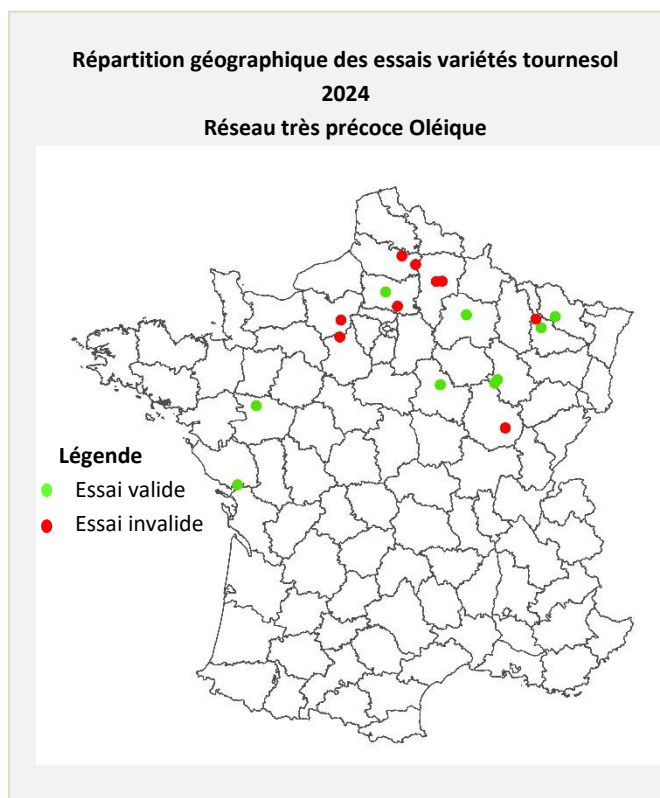 Répartition géographique des essais variétés tournesol
2024
Réseau très précoce Oléique
Légende
Essai valide
Essai invalide